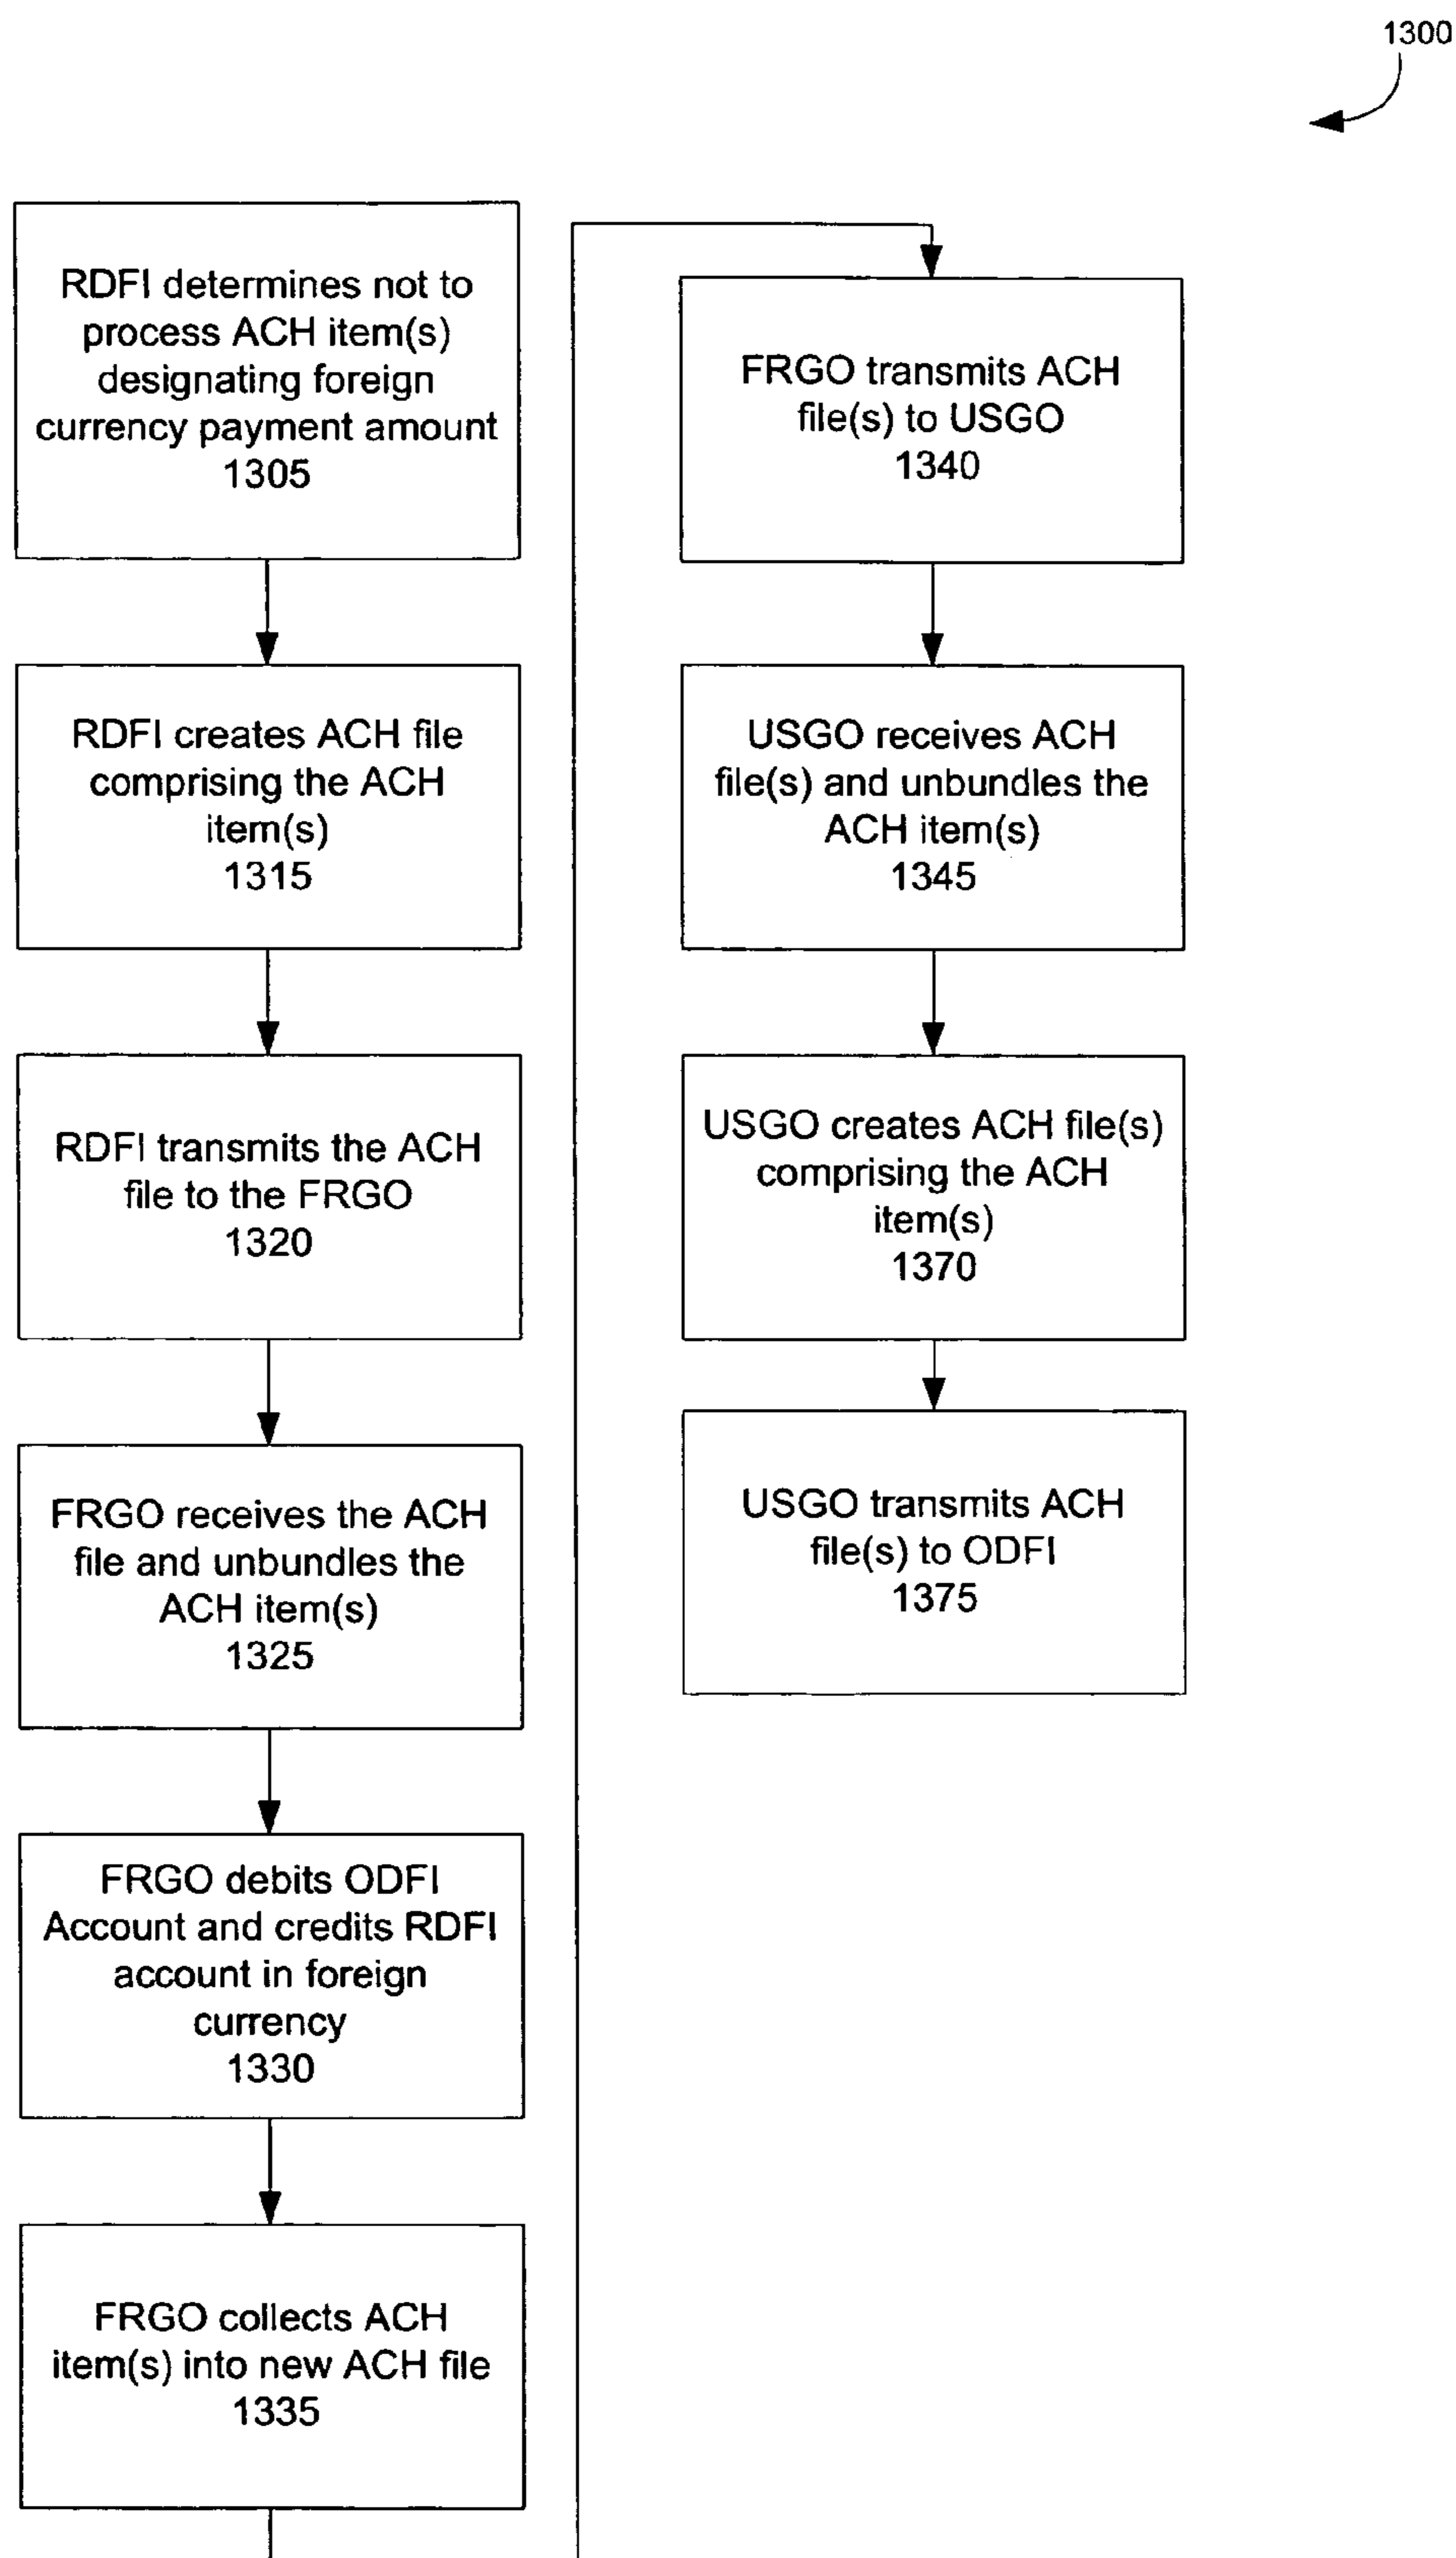 1300
RDFI determines not to
process ACH item(s)
designating foreign
currency payment amount
1305
RDFI creates ACH file
comprising the ACH
item(s)
1315
RDFI transmits the ACH
file to the FRGO
1320
FRGO receives the ACH
file and unbundles the
ACH item(s)
1325
FRGO debits ODFI
Account and credits RDFI
account in foreign
currency
1330
FRGO collects ACH
item(s) into new ACH file
1335
FRGO transmits ACH
file(s) to USGO
1340
USGO receives ACH
file(s) and unbundles the
ACH item(s)
1345
USGO creates ACH file(s)
comprising the ACH
item(s)
1370
USGO transmits ACH
file(s) to ODFI
1375